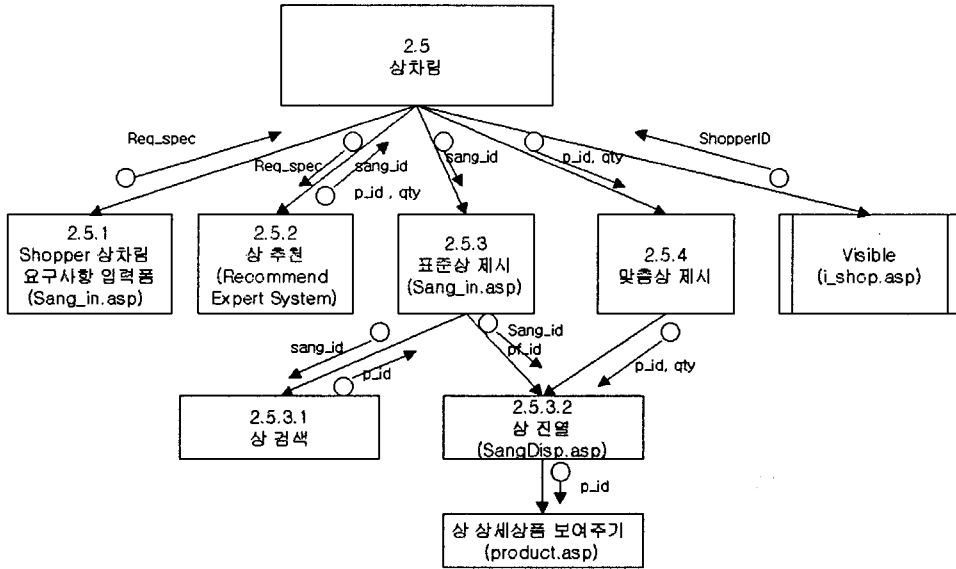 2.5
상차림
Req_spec
Req_spec
sang_id
p_id , qty
sang_id
p_id, qty
ShopperID
2.5.1
Shopper 상차림
요구사항 입력폼
(Sang_in.asp)
2.5.2
상 추천
(Recommend
Expert System)
2.5.3
표준상 제시
(Sang_in.asp)
2.5.4
맞춤상 제시
Visible
(i_shop.asp)
sang_id
p_id
Sang_id
pf_id
p_id, qty
2.5.3.1
상 검색
2.5.3.2
상 진열
(SangDisp.asp)
p_id
상 상세상품 보여주기
(product.asp)